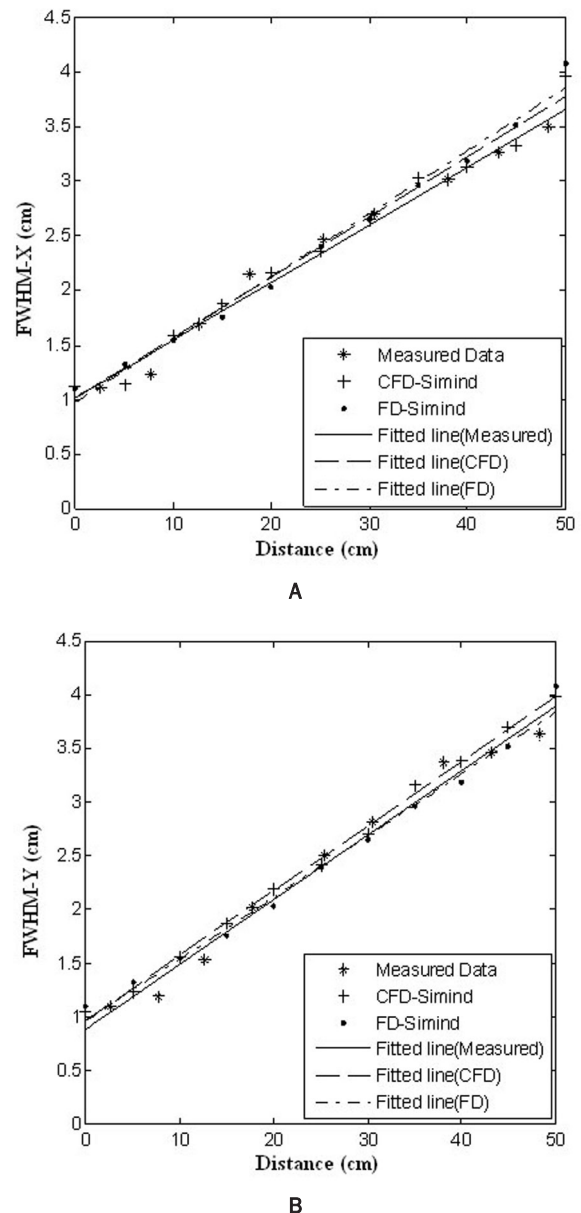 4.5
4
3.5
3
2.5
2
1.5
1
0.5
0
FWHM-X (cm)
Measured Data
CFD-Simind
FD-Simind
Fitted line(Measured)
Fitted line(CFD)
Fitted line(FD)
0 10 20 30 40 50
Distance (cm)
A
4.5
4
3.5
3
2.5
2
1.5
1
0.5
0
FWHM-Y (cm)
Measured Data
CFD-Simind
FD-Simind
Fitted line(Measured)
Fitted line(CFD)
Fitted line(FD)
0 10 20 30 40 50
Distance (cm)
B